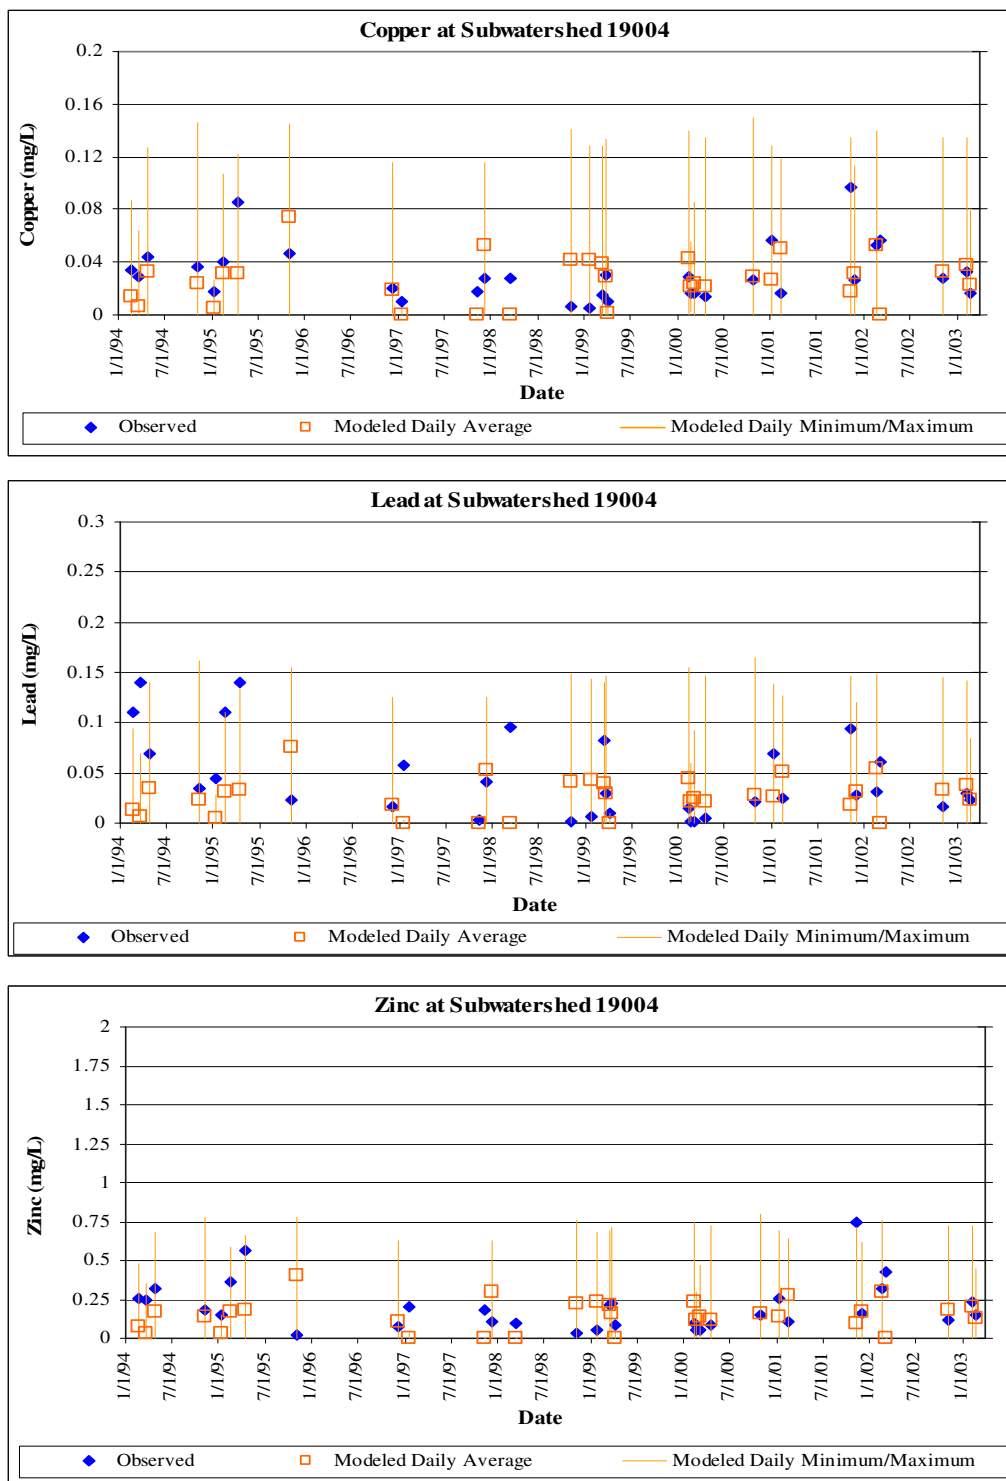 Copper at Subwatershed 19004
0.2
0.16
0.12
0.08
0.04
0
Copper (mg/L)
1/1/94 7/1/94 1/1/95 7/1/95 1/1/96 7/1/96 1/1/97 7/1/97 1/1/98 7/1/98 1/1/99 7/1/99 1/1/00 7/1/00 1/1/01 7/1/01 1/1/02 7/1/02 1/1/03
Date
Observed Modeled Daily Average Modeled Daily Minimum/Maximum
Lead at Subwatershed 19004
0.3
0.25
0.2
0.15
0.1
0.05
0
Lead (mg/L)
1/1/94 7/1/94 1/1/95 7/1/95 1/1/96 7/1/96 1/1/97 7/1/97 1/1/98 7/1/98 1/1/99 7/1/99 1/1/00 7/1/00 1/1/01 7/1/01 1/1/02 7/1/02 1/1/03
Date
Observed Modeled Daily Average Modeled Daily Minimum/Maximum
Zinc at Subwatershed 19004
2
1.75
1.5
1.25
1
0.75
0.5
0.25
0
Zinc (mg/L)
1/1/94 7/1/94 1/1/95 7/1/95 1/1/96 7/1/96 1/1/97 7/1/97 1/1/98 7/1/98 1/1/99 7/1/99 1/1/00 7/1/00 1/1/01 7/1/01 1/1/02 7/1/02 1/1/03
Date
Observed Modeled Daily Average Modeled Daily Minimum/Maximum